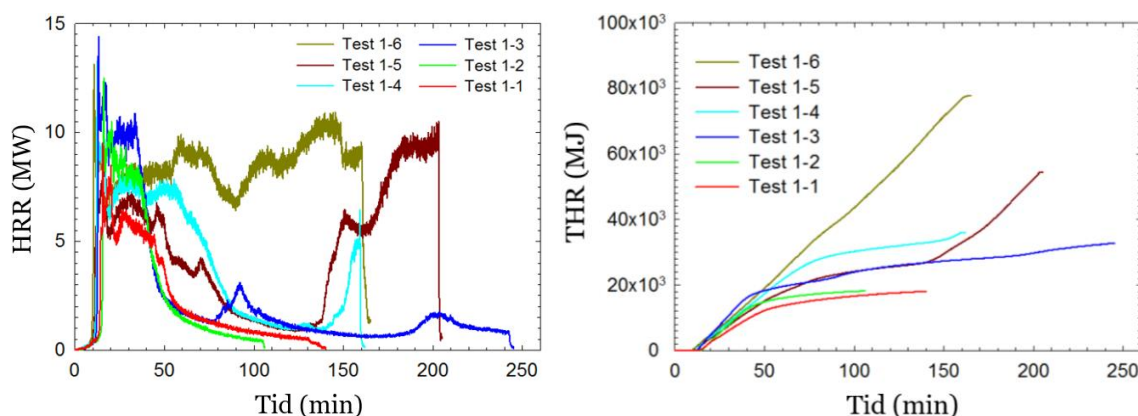 HRR (MW)
15
10
5
0
Test 1-6
Test 1-3
Test 1-5
Test 1-2
Test 1-4
Test 1-1
0
50
100
150
200
250
Tid (min)
THR (MJ)
100x10³
80x10³
60x10³
40x10³
20x10³
0
Test 1-6
Test 1-5
Test 1-4
Test 1-3
Test 1-2
Test 1-1
0
50
100
150
200
250
Tid (min)